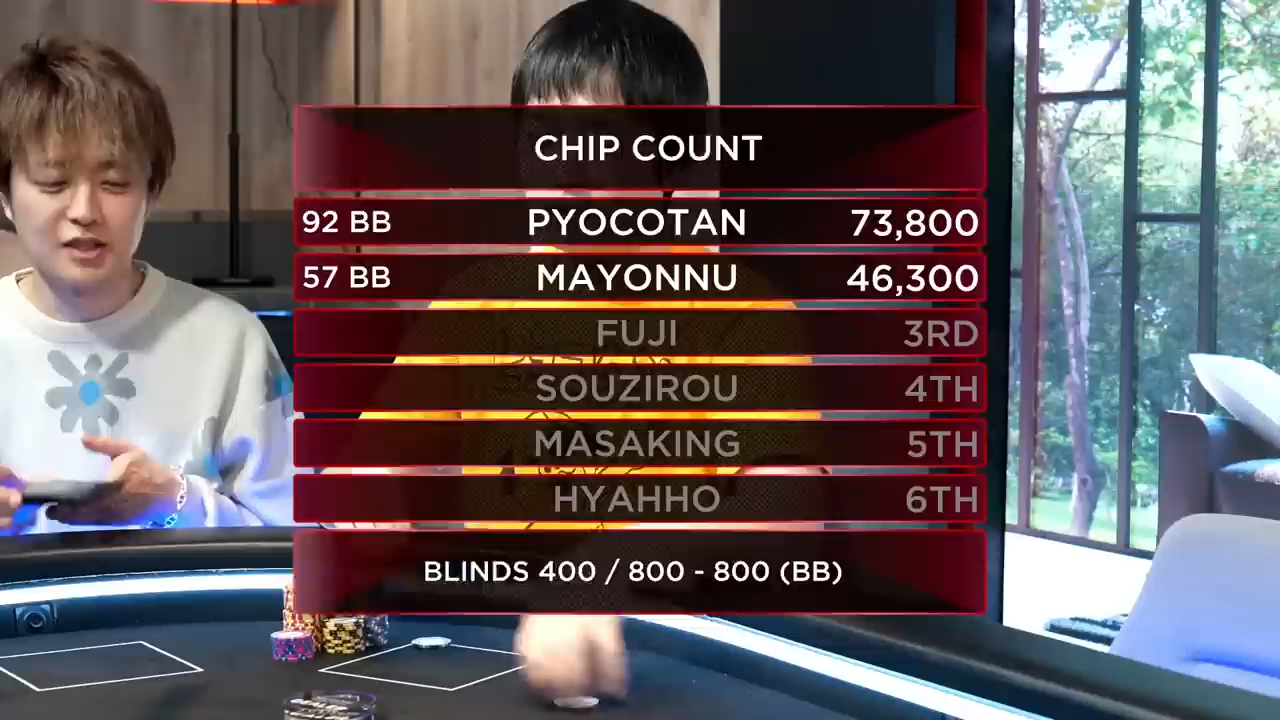 CHIP COUNT
92 BB PYOCOTAN 73,800
57 BB MAYONNU 46,300
FUJI 3RD
SOUZIROU 4TH
MASAKING 5TH
HYAHHO 6TH
BLINDS 400 / 800 - 800 (BB)